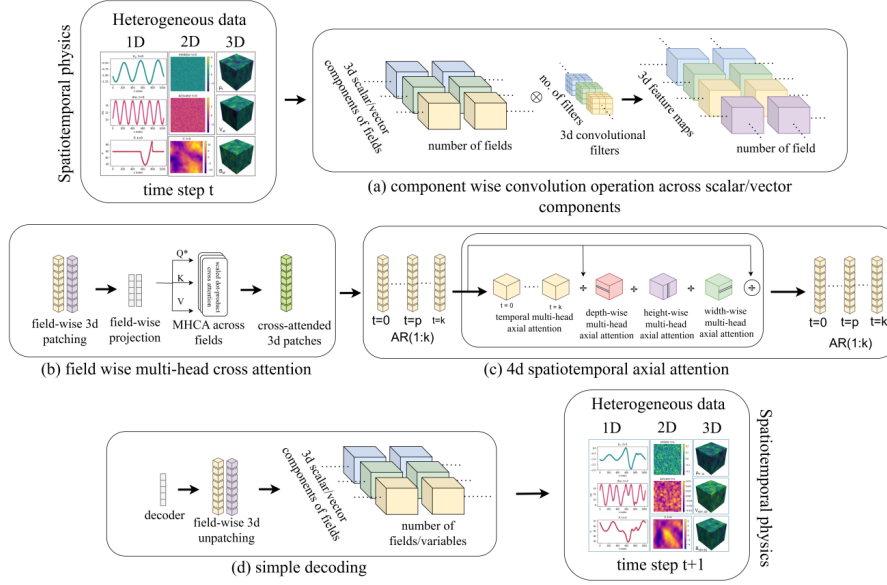 Heterogeneous data
1D 2D 3D
Spatiotemporal physics
time step t
3d scalar/vector
components of fields
number of fields
no. of filters
3d convolutional
filters
3d feature maps
number of field
(a) component wise convolution operation across scalar/vector
components
field-wise 3d
patching
field-wise
projection
Q*
K
V
scaled dot-product
cross attention
MHCA across
fields
cross-attended
3d patches
(b) field wise multi-head cross attention
t=0
t=p
t=k
AR(1:k)
t = 0
t = k
temporal multi-head
axial attention
depth-wise
multi-head
axial attention
height-wise
multi-head
axial attention
width-wise
multi-head
axial attention
t=0
t=p
t=k
AR(1:k)
(c) 4d spatiotemporal axial attention
decoder
field-wise 3d
unpatching
3d scalar/vector
components of fields
number of
fields/variables
(d) simple decoding
Heterogeneous data
1D 2D 3D
Spatiotemporal physics
time step t+1